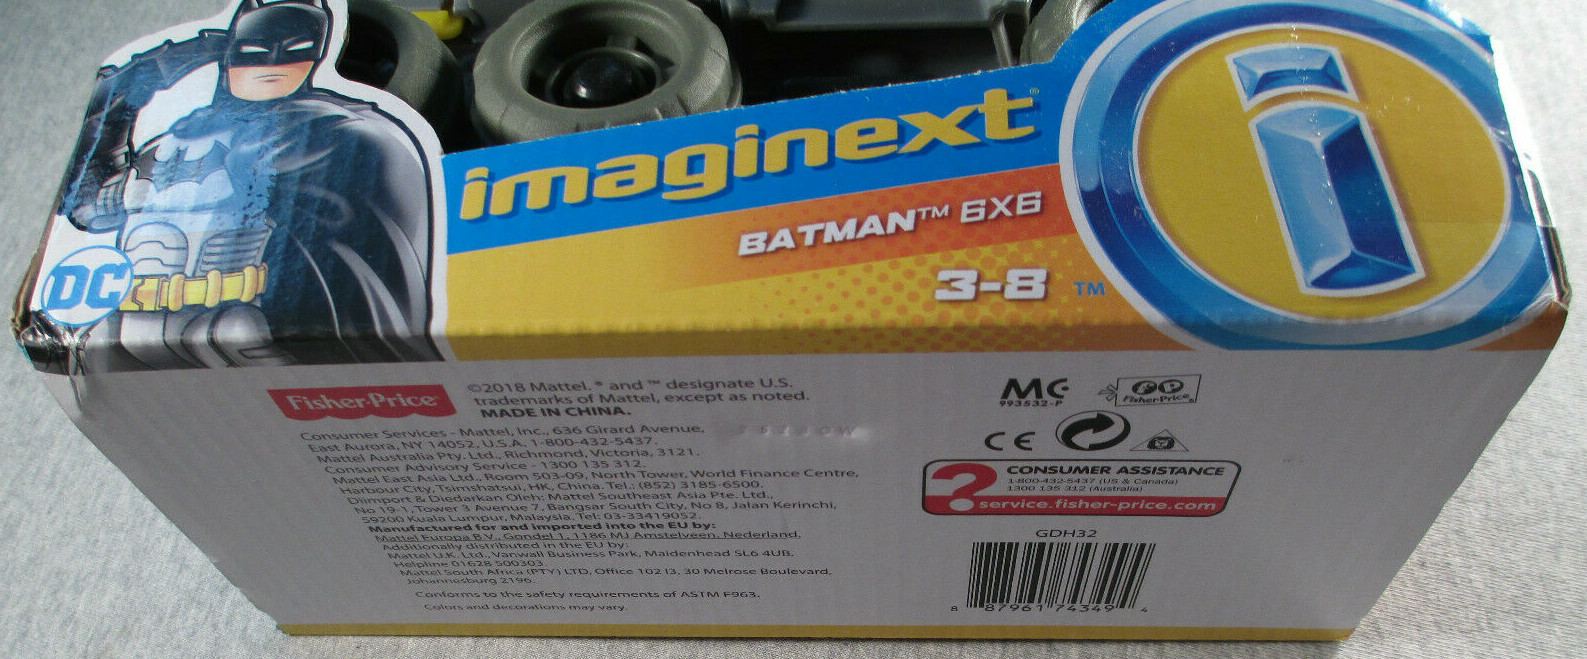 imaginext®
BATMAN™ 6X6
3-8 ™
DC
Fisher-Price
©2018 Mattel. ® and ™ designate U.S.
trademarks of Mattel, except as noted.
MADE IN CHINA.
Consumer Services - Mattel, Inc., 636 Girard Avenue,
East Aurora, NY 14052, U.S.A. 1-800-432-5437.
Mattel Australia Pty. Ltd., Richmond, Victoria, 3121.
Consumer Advisory Service - 1300 135 312.
Mattel East Asia Ltd., Room 503-09, North Tower, World Finance Centre,
Harbour City, Tsimshatsui, HK, China. Tel.: (852) 3185-6500.
Diimport & Diedarkan Oleh: Mattel Southeast Asia Pte. Ltd.,
No 19-1, Tower 3 Avenue 7, Bangsar South City, No 8, Jalan Kerinchi,
59200 Kuala Lumpur, Malaysia. Tel: 03-33419052.
Manufactured for and imported into the EU by:
Mattel Europa B.V., Gondel 1, 1186 MJ Amstelveen, Nederland.
Additionally distributed in the EU by:
Mattel U.K. Ltd., Vanwall Business Park, Maidenhead SL6 4UB.
Helpline 01628 500303.
Mattel South Africa (PTY) LTD, Office 102 I3, 30 Melrose Boulevard,
Johannesburg 2196.
Conforms to the safety requirements of ASTM F963.
Colors and decorations may vary.
MC
993532-P
Fisher-Price
CE
? CONSUMER ASSISTANCE
1-800-432-5437 (US & Canada)
1300 135 312 (Australia)
service.fisher-price.com
GDH32
8 87961 74349 4